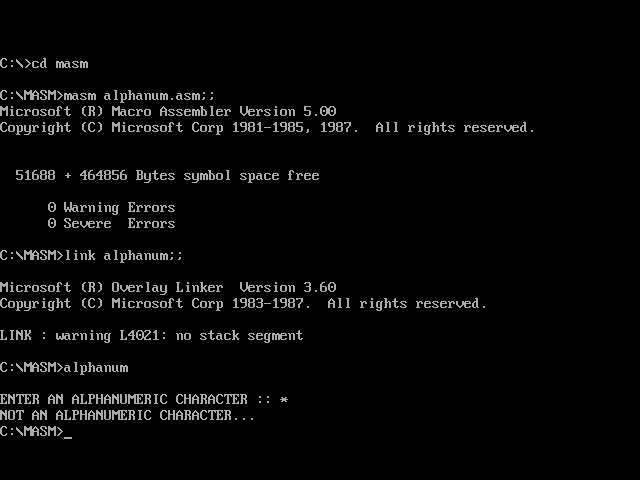 C:\>cd masm
C:\MASM>masm alphanum.asm;;
Microsoft (R) Macro Assembler Version 5.00
Copyright (C) Microsoft Corp 1981-1985, 1987.  All rights reserved.
51688 + 464856 Bytes symbol space free
0 Warning Errors
0 Severe  Errors
C:\MASM>link alphanum;;
Microsoft (R) Overlay Linker  Version 3.60
Copyright (C) Microsoft Corp 1983-1987.  All rights reserved.
LINK : warning L4021: no stack segment
C:\MASM>alphanum
ENTER AN ALPHANUMERIC CHARACTER :: *
NOT AN ALPHANUMERIC CHARACTER...
C:\MASM>_